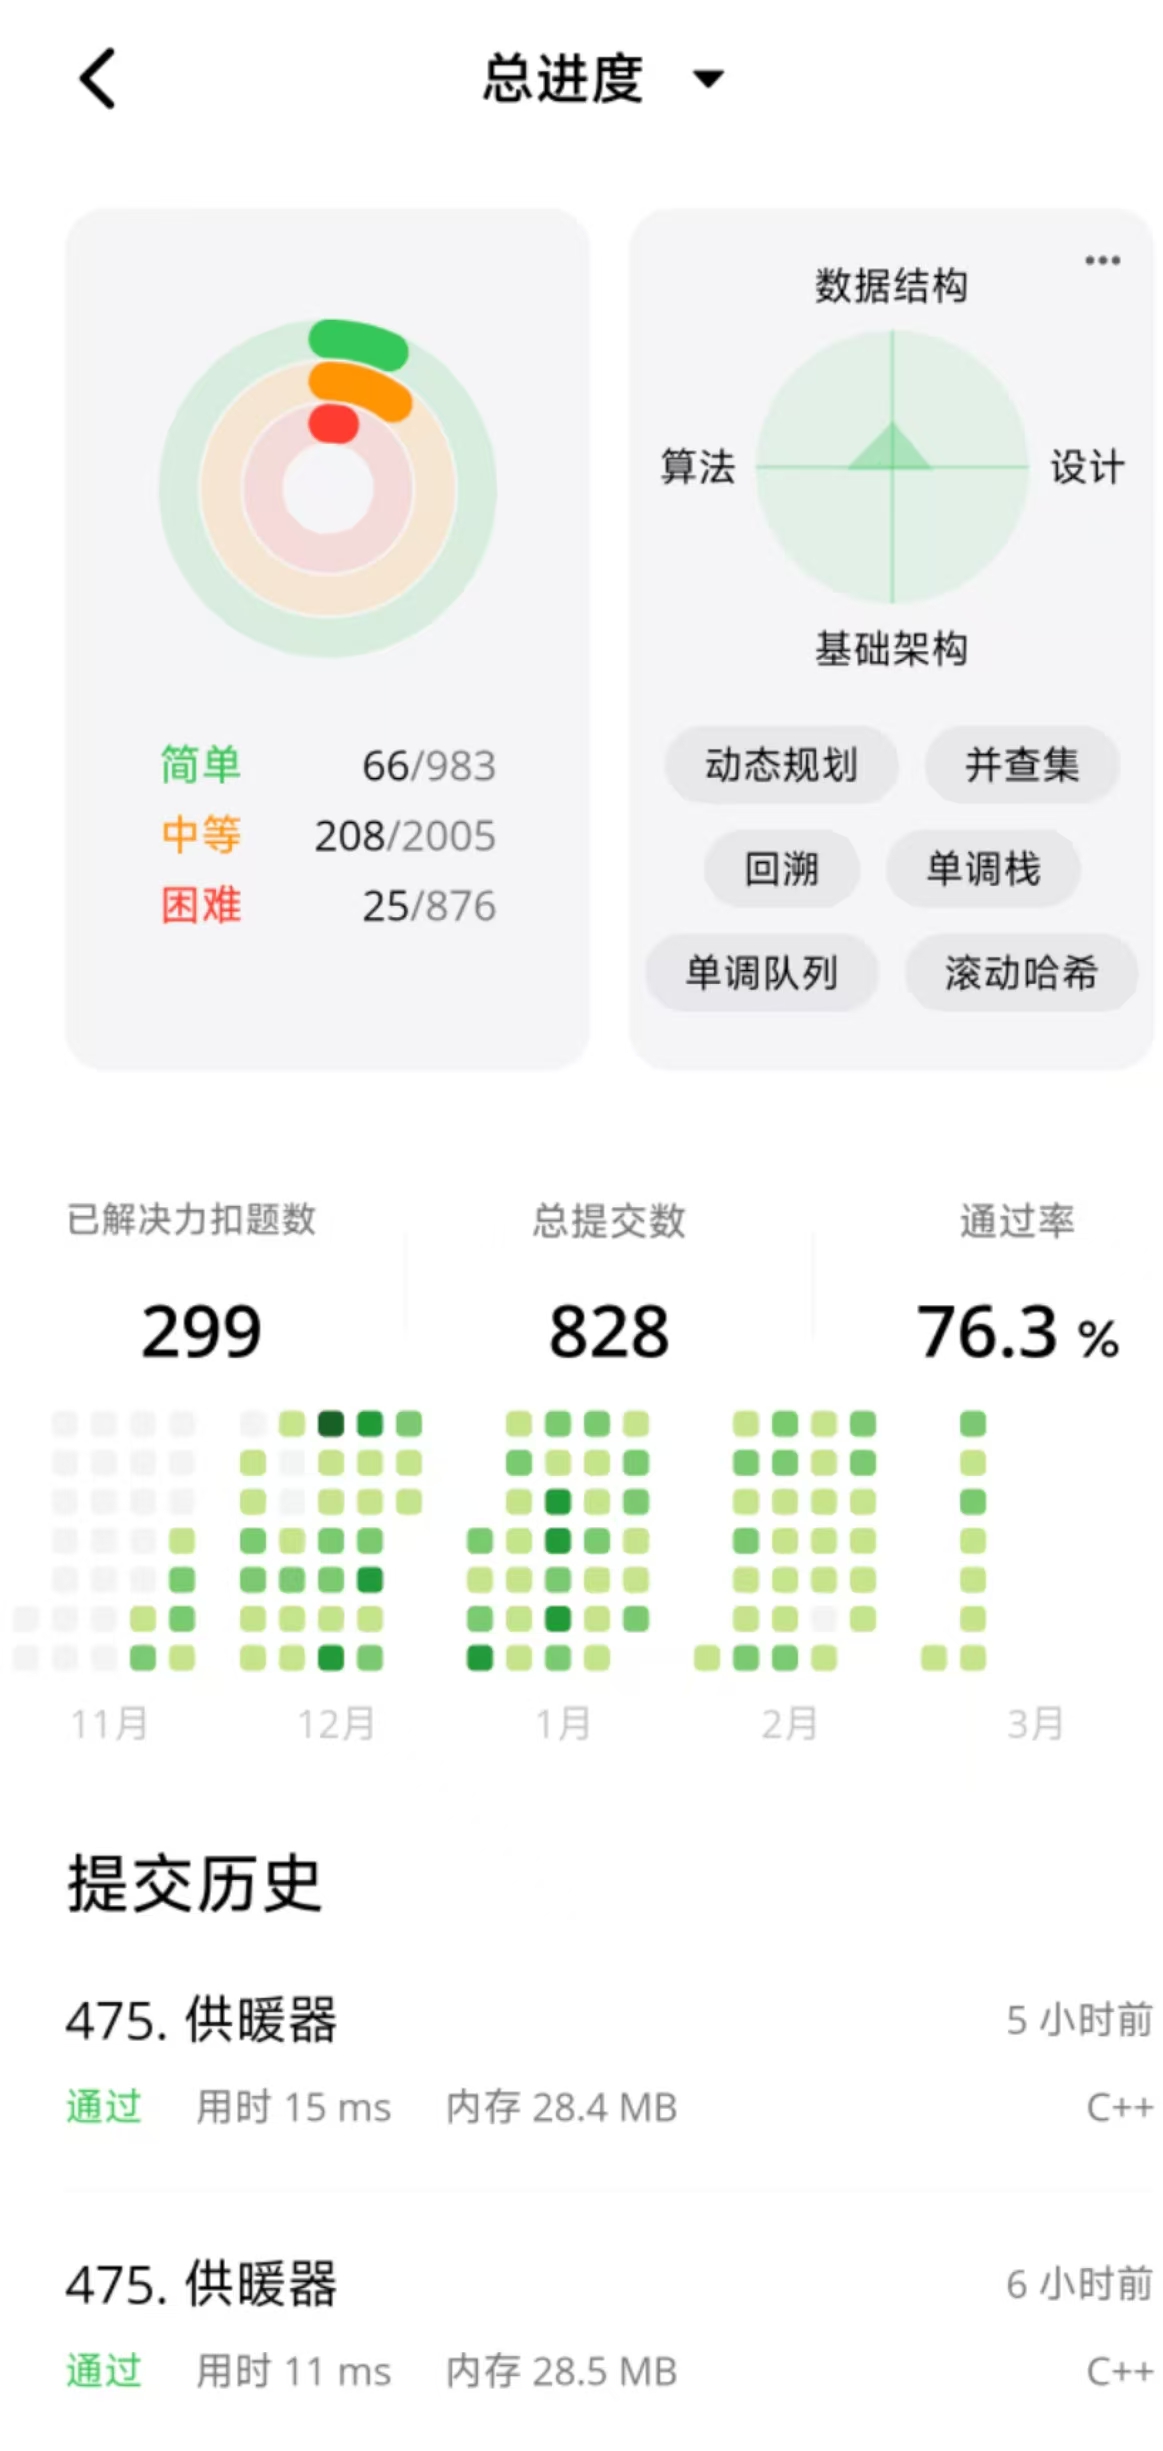 总进度
数据结构
算法
设计
基础架构
简单 66/983
中等 208/2005
困难 25/876
动态规划 并查集
回溯 单调栈
单调队列 滚动哈希
已解决力扣题数 总提交数 通过率
299 828 76.3 %
11月 12月 1月 2月 3月
提交历史
475. 供暖器 5 小时前
通过 用时 15 ms 内存 28.4 MB C++
475. 供暖器 6 小时前
通过 用时 11 ms 内存 28.5 MB C++